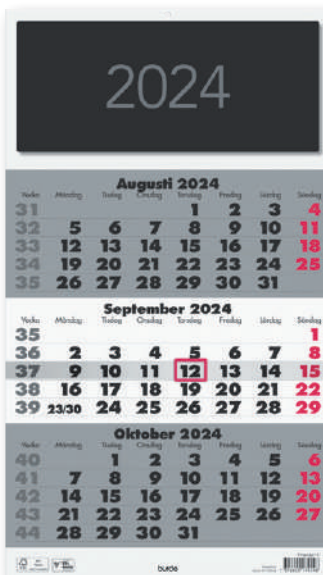 2024
Augusti 2024
Vecka Måndag Tisdag Onsdag Torsdag Fredag Lördag Söndag
31 1 2 3 4
32 5 6 7 8 9 10 11
33 12 13 14 15 16 17 18
34 19 20 21 22 23 24 25
35 26 27 28 29 30 31
September 2024
Vecka Måndag Tisdag Onsdag Torsdag Fredag Lördag Söndag
35 1
36 2 3 4 5 6 7 8
37 9 10 11 12 13 14 15
38 16 17 18 19 20 21 22
39 23/30 24 25 26 27 28 29
Oktober 2024
Vecka Måndag Tisdag Onsdag Torsdag Fredag Lördag Söndag
40 1 2 3 4 5 6
41 7 8 9 10 11 12 13
42 14 15 16 17 18 19 20
43 21 22 23 24 25 26 27
44 28 29 30 31
burde